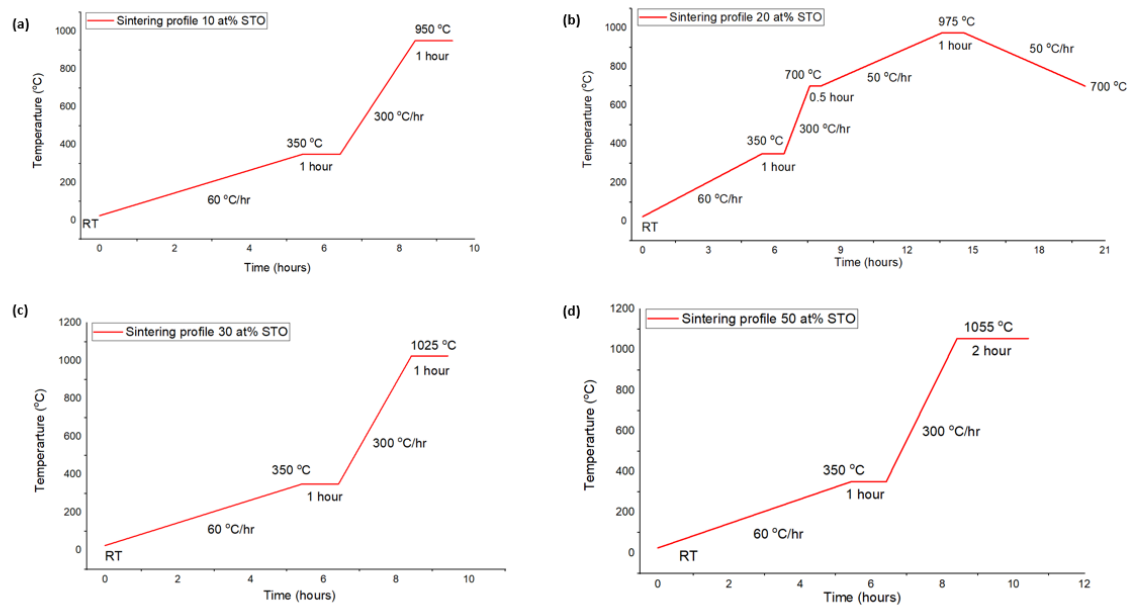 (a)
Sintering profile 10 at% STO
Temperarture (°C)
1000
800
600
400
200
0
950 °C
1 hour
300 °C/hr
350 °C
1 hour
60 °C/hr
RT
0 2 4 6 8 10
Time (hours)
(b)
Sintering profile 20 at% STO
Temperarture (°C)
1000
800
600
400
200
0
975 °C
1 hour
50 °C/hr
700 °C
700 °C
50 °C/hr
0.5 hour
300 °C/hr
350 °C
1 hour
60 °C/hr
RT
0 3 6 9 12 15 18 21
Time (hours)
(c)
Sintering profile 30 at% STO
Temperarture (°C)
1200
1000
800
600
400
200
0
1025 °C
1 hour
300 °C/hr
350 °C
1 hour
60 °C/hr
RT
0 2 4 6 8 10
Time (hours)
(d)
Sintering profile 50 at% STO
Temperarture (°C)
1200
1000
800
600
400
200
0
1055 °C
2 hour
300 °C/hr
350 °C
1 hour
60 °C/hr
RT
0 2 4 6 8 10 12
Time (hours)